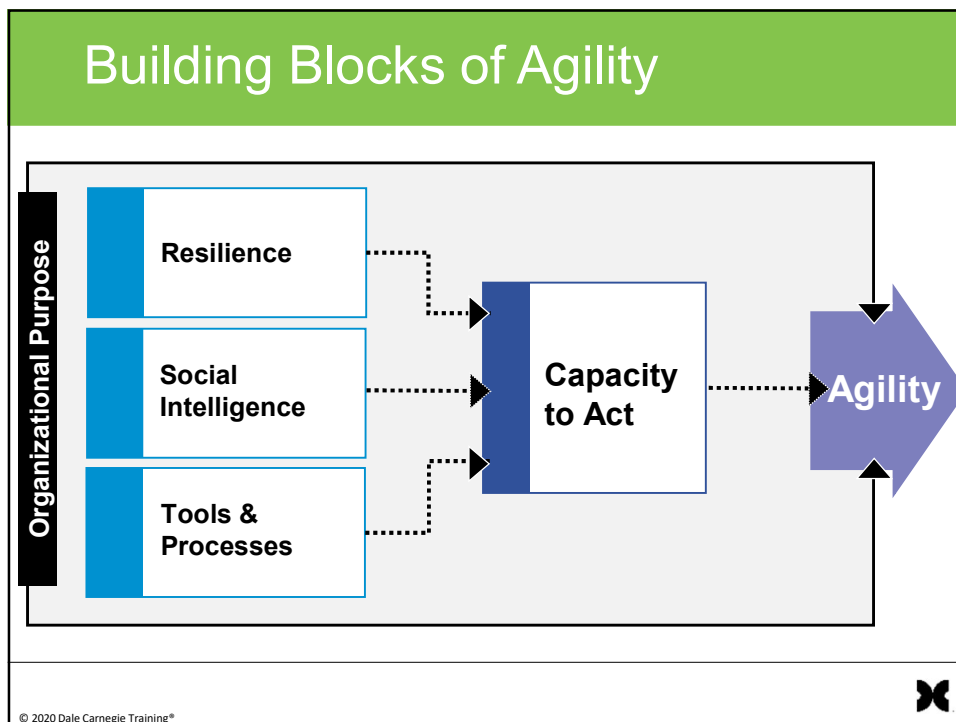 Building Blocks of Agility
Organizational Purpose
Resilience
Social
Intelligence
Tools &
Processes
Capacity
to Act
Agility
© 2020 Dale Carnegie Training®